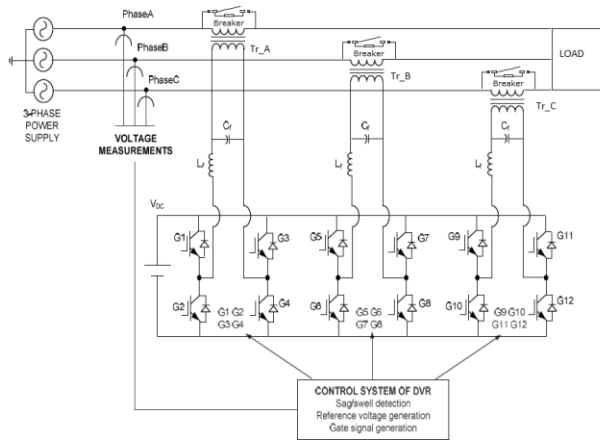 PhaseA
Breaker
Tr_A
PhaseB
Breaker
Tr_B
LOAD
PhaseC
Breaker
Tr_C
3-PHASE
POWER
SUPPLY
VOLTAGE
MEASUREMENTS
Cf
Cf
Cf
Lf
Lf
Lf
VDC
G1
G3
G5
G7
G9
G11
G2
G4
G6
G8
G10
G12
G1 G2
G3 G4
G5 G6
G7 G8
G9 G10
G11 G12
CONTROL SYSTEM OF DVR
Sag/swell detection
Reference voltage generation
Gate signal generation